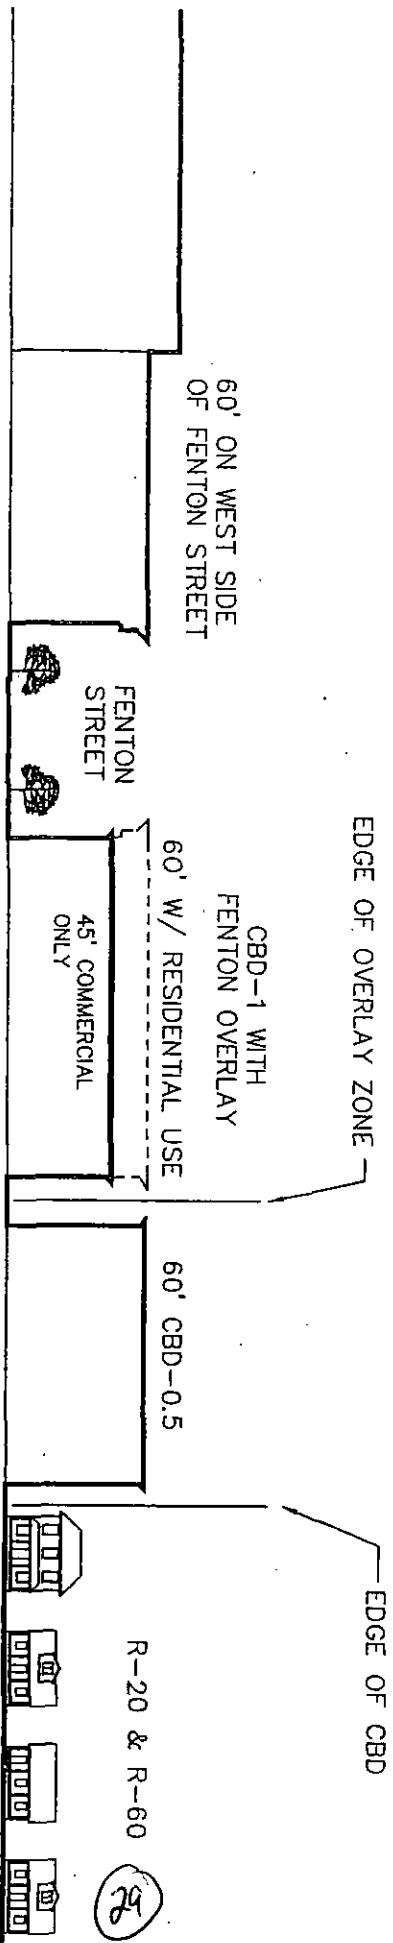 60' ON WEST SIDE
OF FENTON STREET
FENTON
STREET
EDGE OF OVERLAY ZONE
CBD-1 WITH
FENTON OVERLAY
60' W/ RESIDENTIAL USE
45' COMMERCIAL
ONLY
60' CBD-0.5
EDGE OF CBD
R-20 & R-60
29